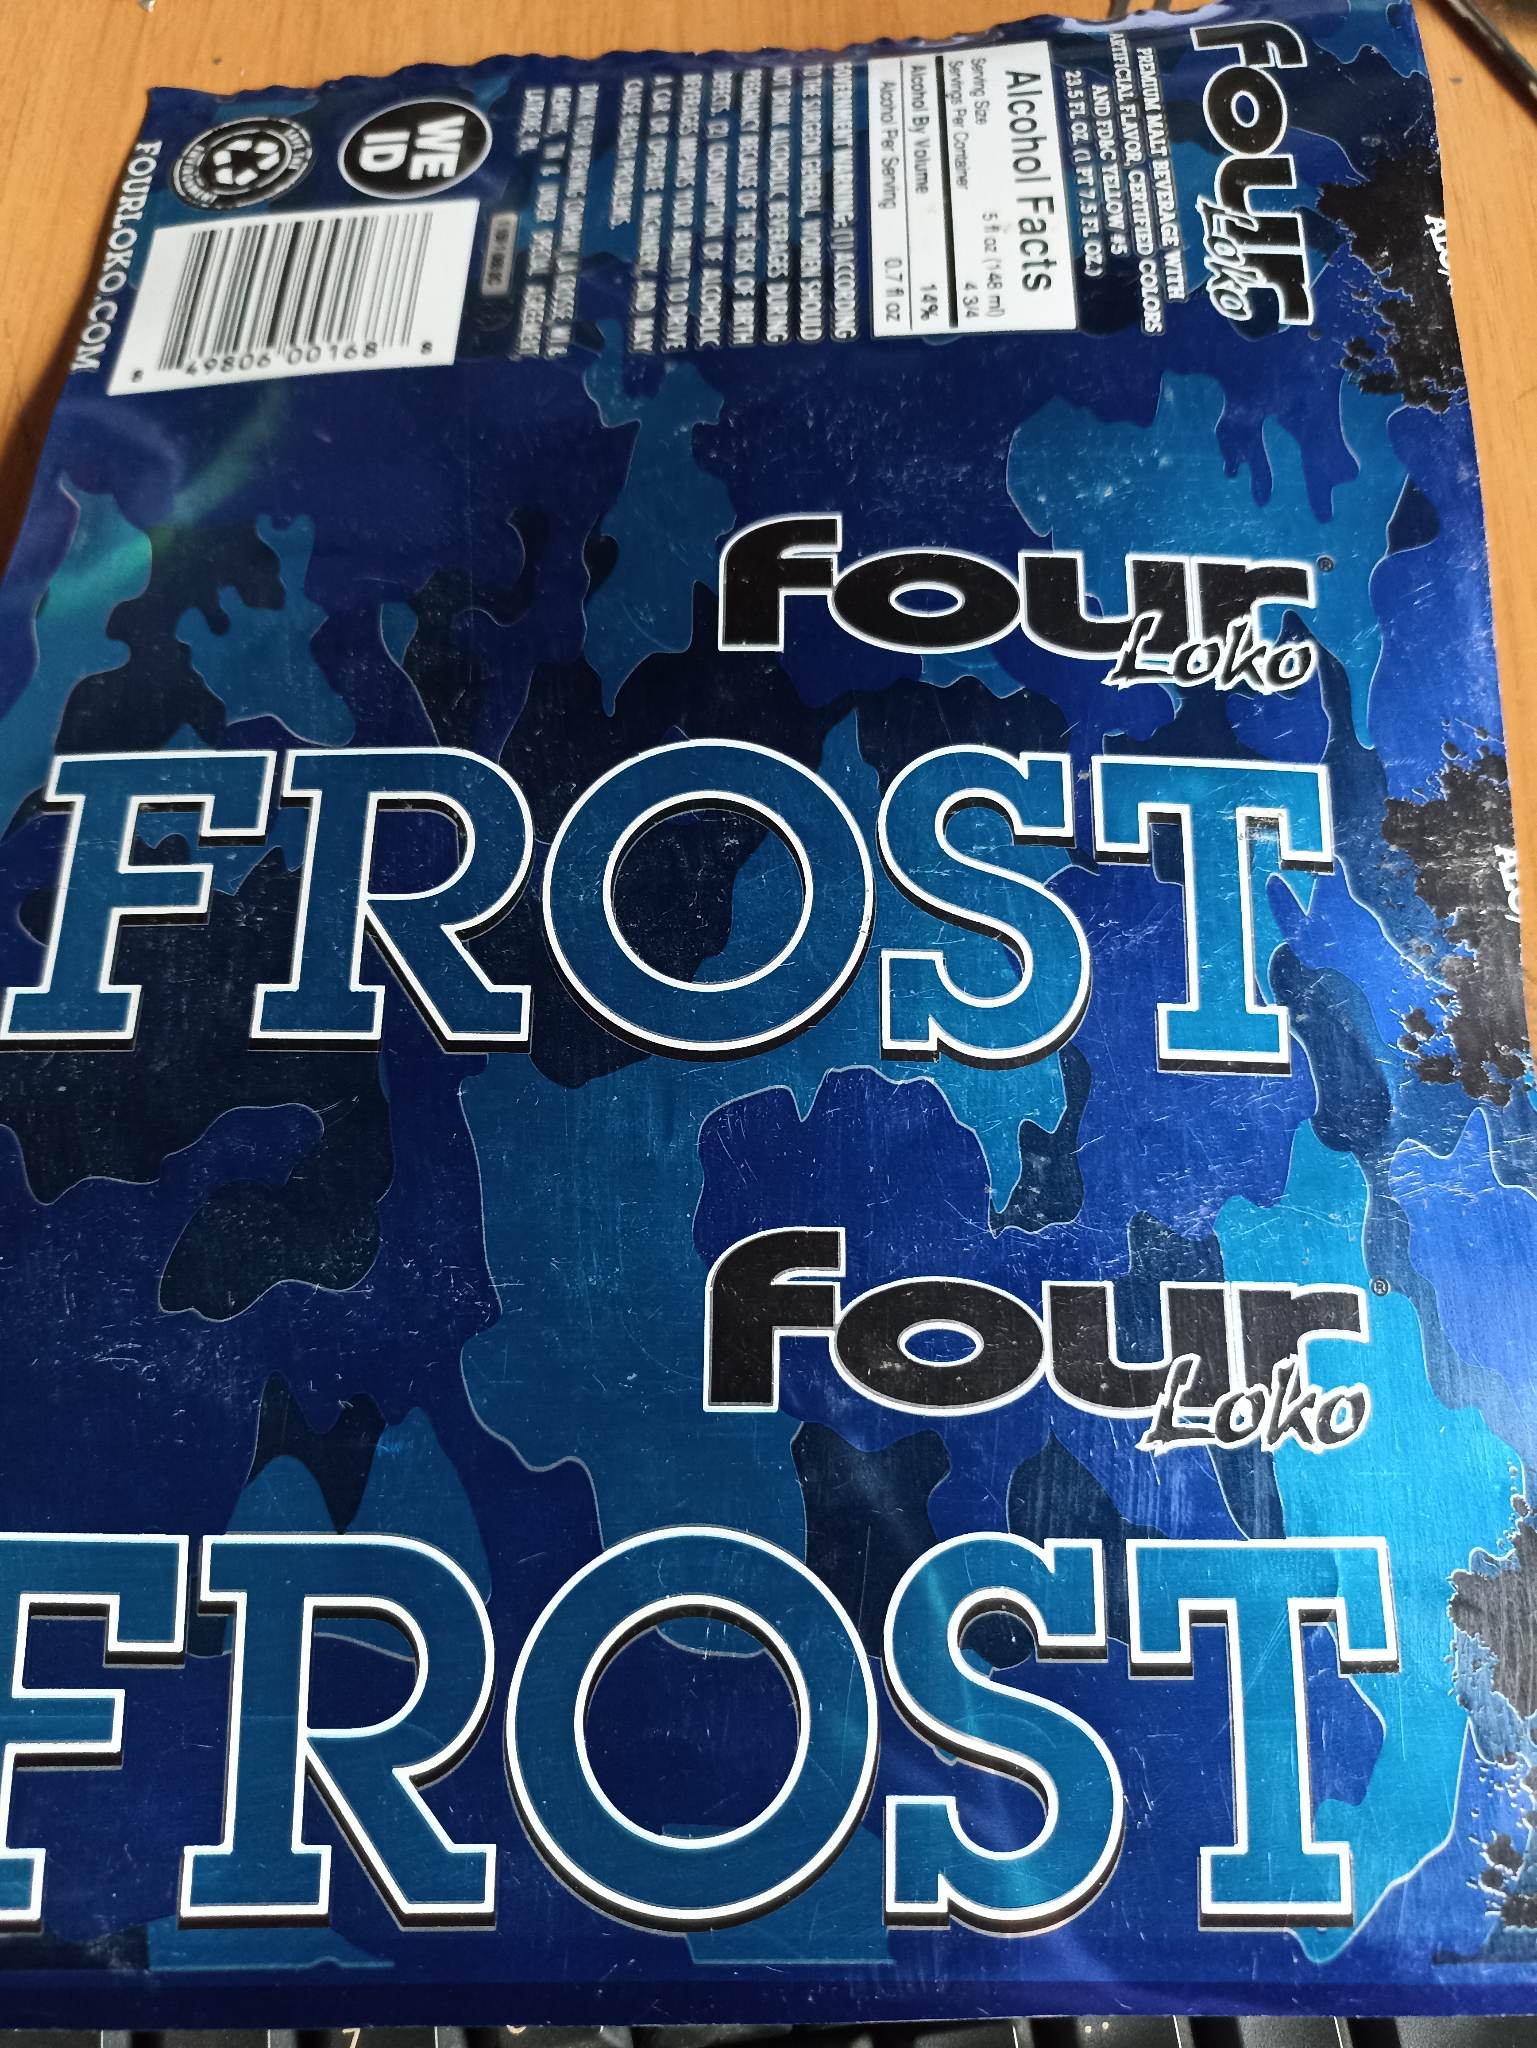 four
Loko
PREMIUM MALT BEVERAGE WITH
ARTIFICIAL FLAVOR, CERTIFIED COLORS
AND FD&C YELLOW #5
23.5 FL OZ. (1 PT 7.5 FL OZ.)
Alcohol Facts
Serving Size 5 fl oz (148 ml)
Servings Per Container 4 3/4
Alcohol By Volume 14%
Alcohol Per Serving 0.7 fl oz
GOVERNMENT WARNING: (1) ACCORDING
TO THE SURGEON GENERAL, WOMEN SHOULD
NOT DRINK ALCOHOLIC BEVERAGES DURING
PREGNANCY BECAUSE OF THE RISK OF BIRTH
DEFECTS. (2) CONSUMPTION OF ALCOHOLIC
BEVERAGES IMPAIRS YOUR ABILITY TO DRIVE
A CAR OR OPERATE MACHINERY, AND MAY
CAUSE HEALTH PROBLEMS.
WE
ID
8 49806 00168 8
FOURLOKO.COM
four®
Loko
FROST
four®
Loko
FROST
7